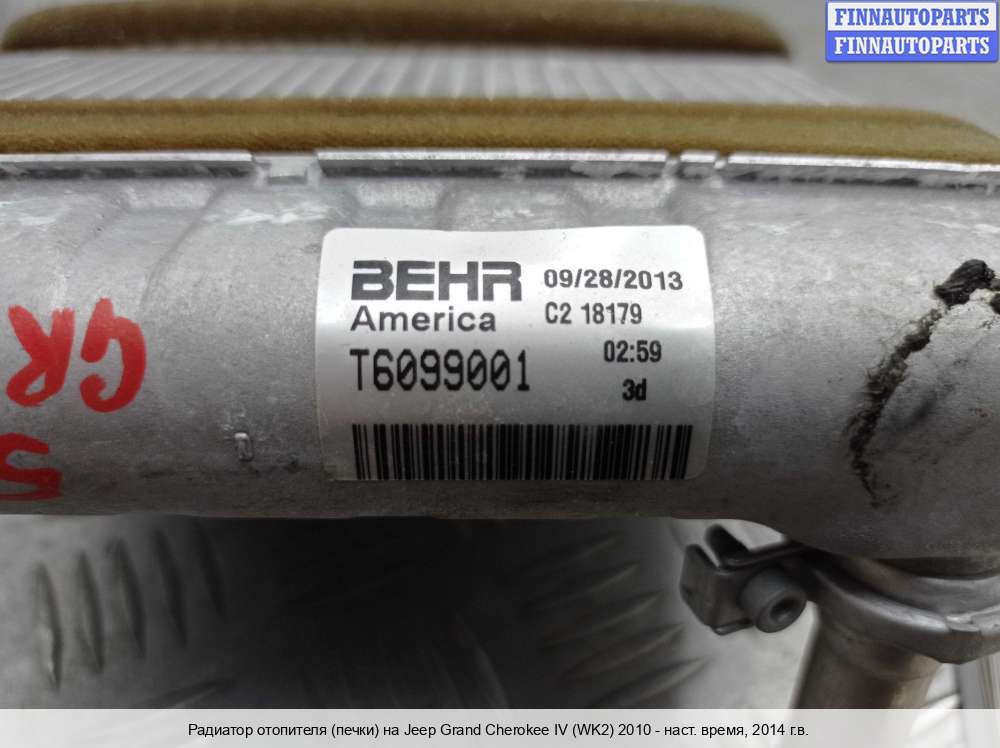 FINNAUTOPARTS
FINNAUTOPARTS
BEHR 09/28/2013
America C2 18179
T6099001 02:59
3d
GR
5
Радиатор отопителя (печки) на Jeep Grand Cherokee IV (WK2) 2010 - наст. время, 2014 г.в.